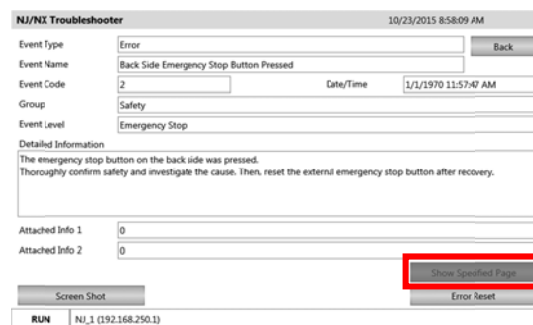 NJ/NX Troubleshooter 10/23/2015 8:58:09 AM
Event Type Error Back
Event Name Back Side Emergency Stop Button Pressed
Event Code 2 Date/Time 1/1/1970 11:57:47 AM
Group Safety
Event Level Emergency Stop
Detailed Information
The emergency stop button on the back side was pressed.
Thoroughly confirm safety and investigate the cause. Then, reset the external emergency stop button after recovery.
Attached Info 1 0
Attached Info 2 0
Show Specified Page
Screen Shot Error Reset
RUN NJ_1 (192.168.250.1)